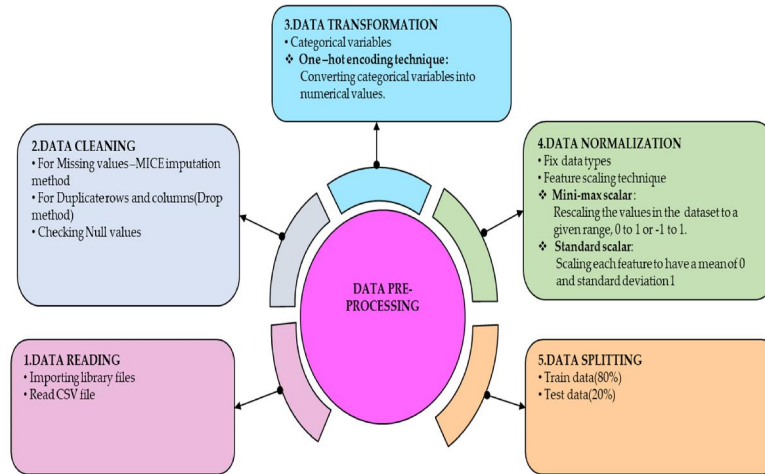 1.DATA READING
• Importing library files
• Read CSV file
2.DATA CLEANING
• For Missing values –MICE imputation
method
• For Duplicate rows and columns(Drop
method)
• Checking Null values
3.DATA TRANSFORMATION
• Categorical variables
❖ One –hot encoding technique:
Converting categorical variables into
numerical values.
4.DATA NORMALIZATION
• Fix data types
• Feature scaling technique
❖ Mini-max scalar:
Rescaling the values in the dataset to a
given range, 0 to 1 or -1 to 1.
❖ Standard scalar:
Scaling each feature to have a mean of 0
and standard deviation 1
5.DATA SPLITTING
• Train data(80%)
• Test data(20%)
DATA PRE-
PROCESSING